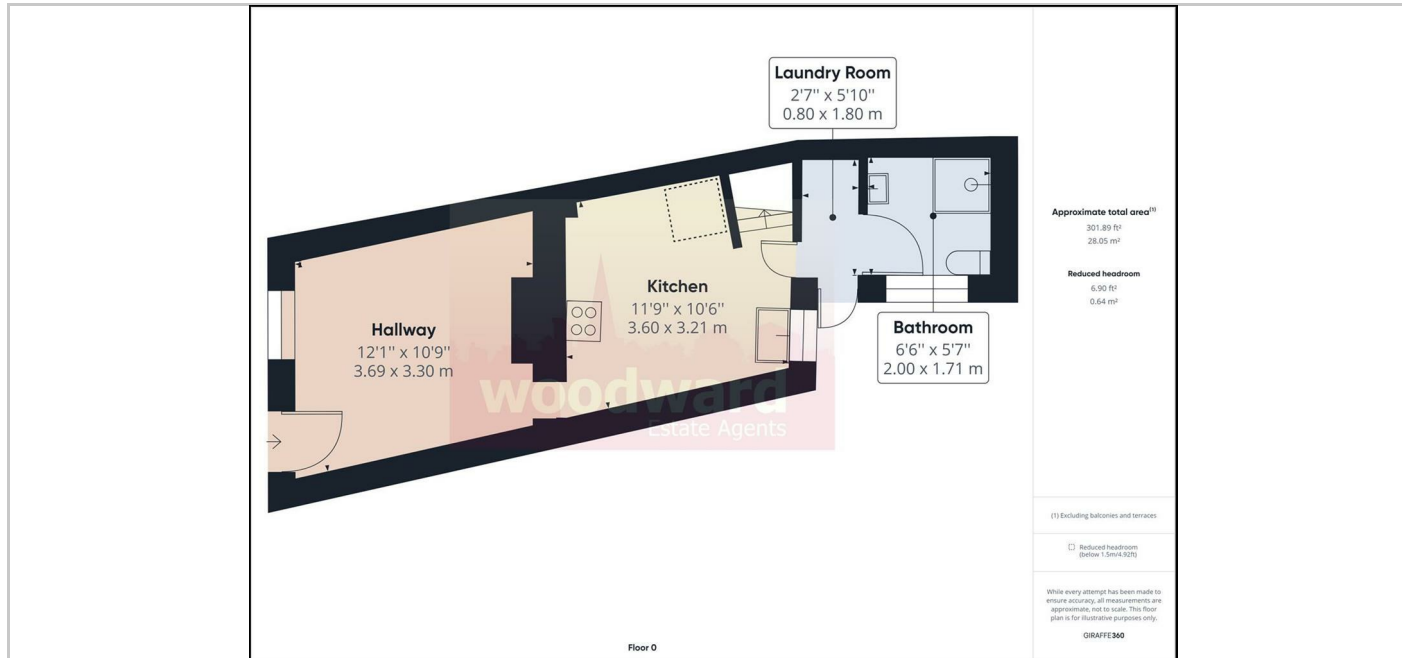 Laundry Room
2'7" x 5'10"
0.80 x 1.80 m
Kitchen
11'9" x 10'6"
3.60 x 3.21 m
Hallway
12'1" x 10'9"
3.69 x 3.30 m
Bathroom
6'6" x 5'7"
2.00 x 1.71 m
woodward
Estate Agents
Floor 0
Approximate total area(1)
301.89 ft²
28.05 m²
Reduced headroom
6.90 ft²
0.64 m²
(1) Excluding balconies and terraces
Reduced headroom
(below 1.5m/4.92ft)
While every attempt has been made to
ensure accuracy, all measurements are
approximate, not to scale. This floor
plan is for illustrative purposes only.
GIRAFFE360